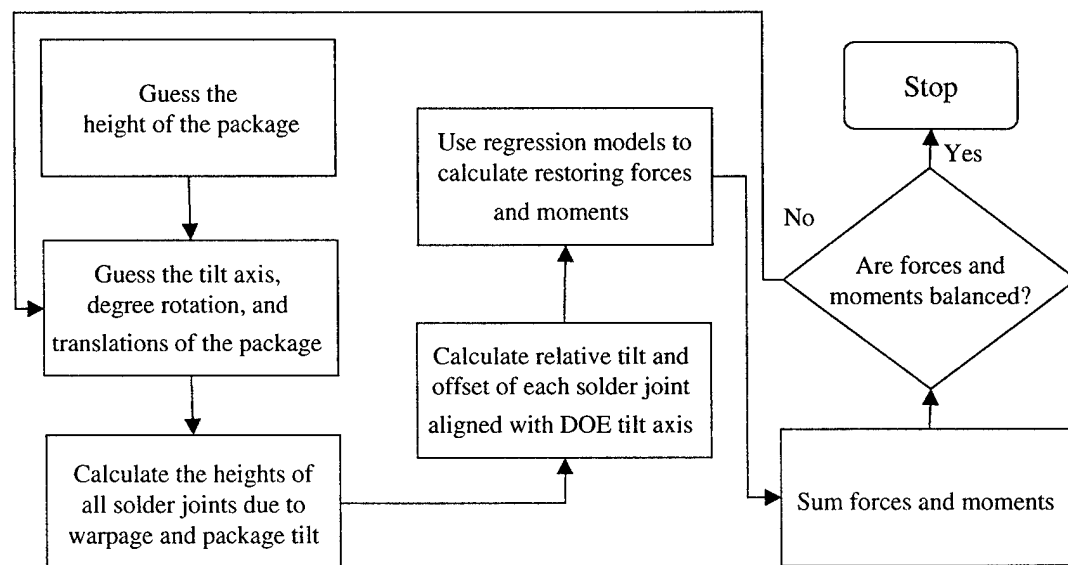 Guess the
height of the package
Guess the tilt axis,
degree rotation, and
translations of the package
Calculate the heights of
all solder joints due to
warpage and package tilt
Calculate relative tilt and
offset of each solder joint
aligned with DOE tilt axis
Use regression models to
calculate restoring forces
and moments
Sum forces and moments
Are forces and
moments balanced?
No
Yes
Stop